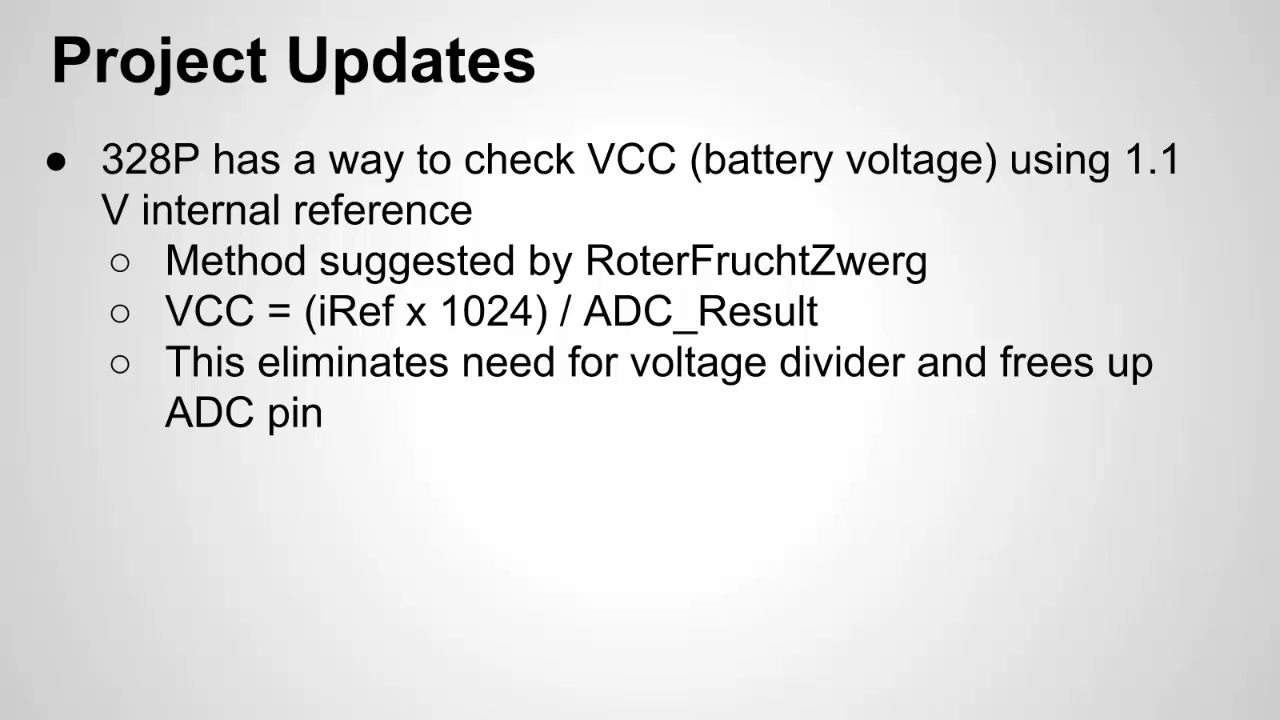 Project Updates
● 328P has a way to check VCC (battery voltage) using 1.1
V internal reference
○ Method suggested by RoterFruchtZwerg
○ VCC = (iRef x 1024) / ADC_Result
○ This eliminates need for voltage divider and frees up
ADC pin